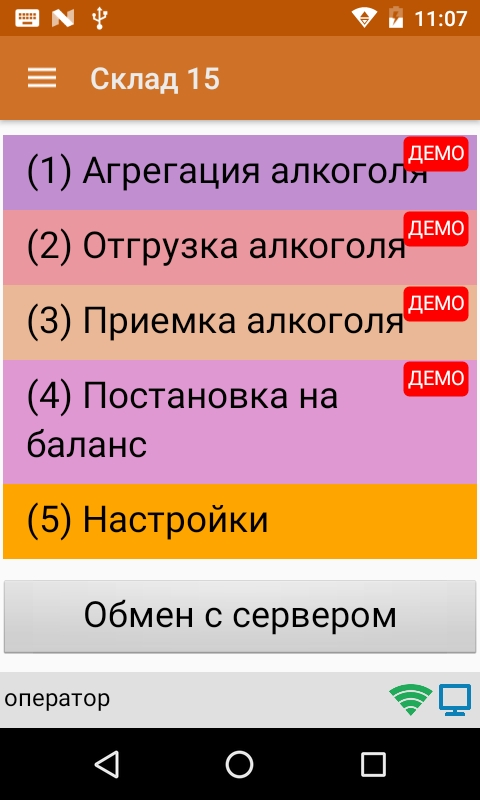 11:07
Склад 15
(1) Агрегация алкоголя
ДЕМО
(2) Отгрузка алкоголя
ДЕМО
(3) Приемка алкоголя
ДЕМО
(4) Постановка на
баланс
ДЕМО
(5) Настройки
Обмен с сервером
оператор